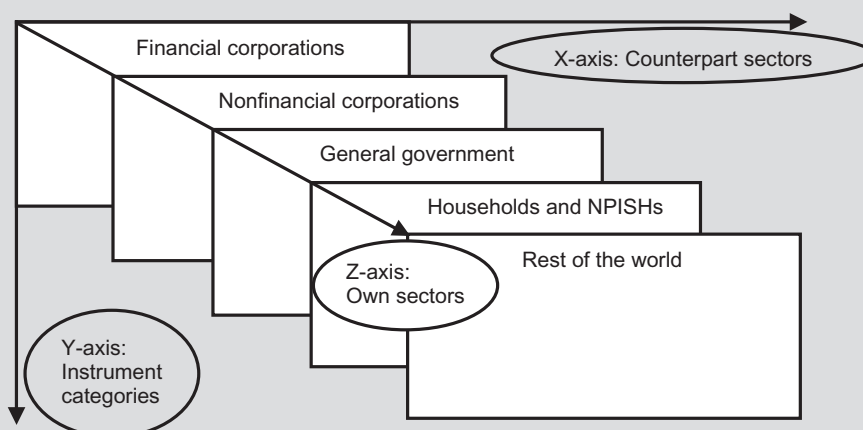 Financial corporations
X-axis: Counterpart sectors
Nonfinancial corporations
General government
Households and NPISHs
Rest of the world
Z-axis:
Own sectors
Y-axis:
Instrument
categories